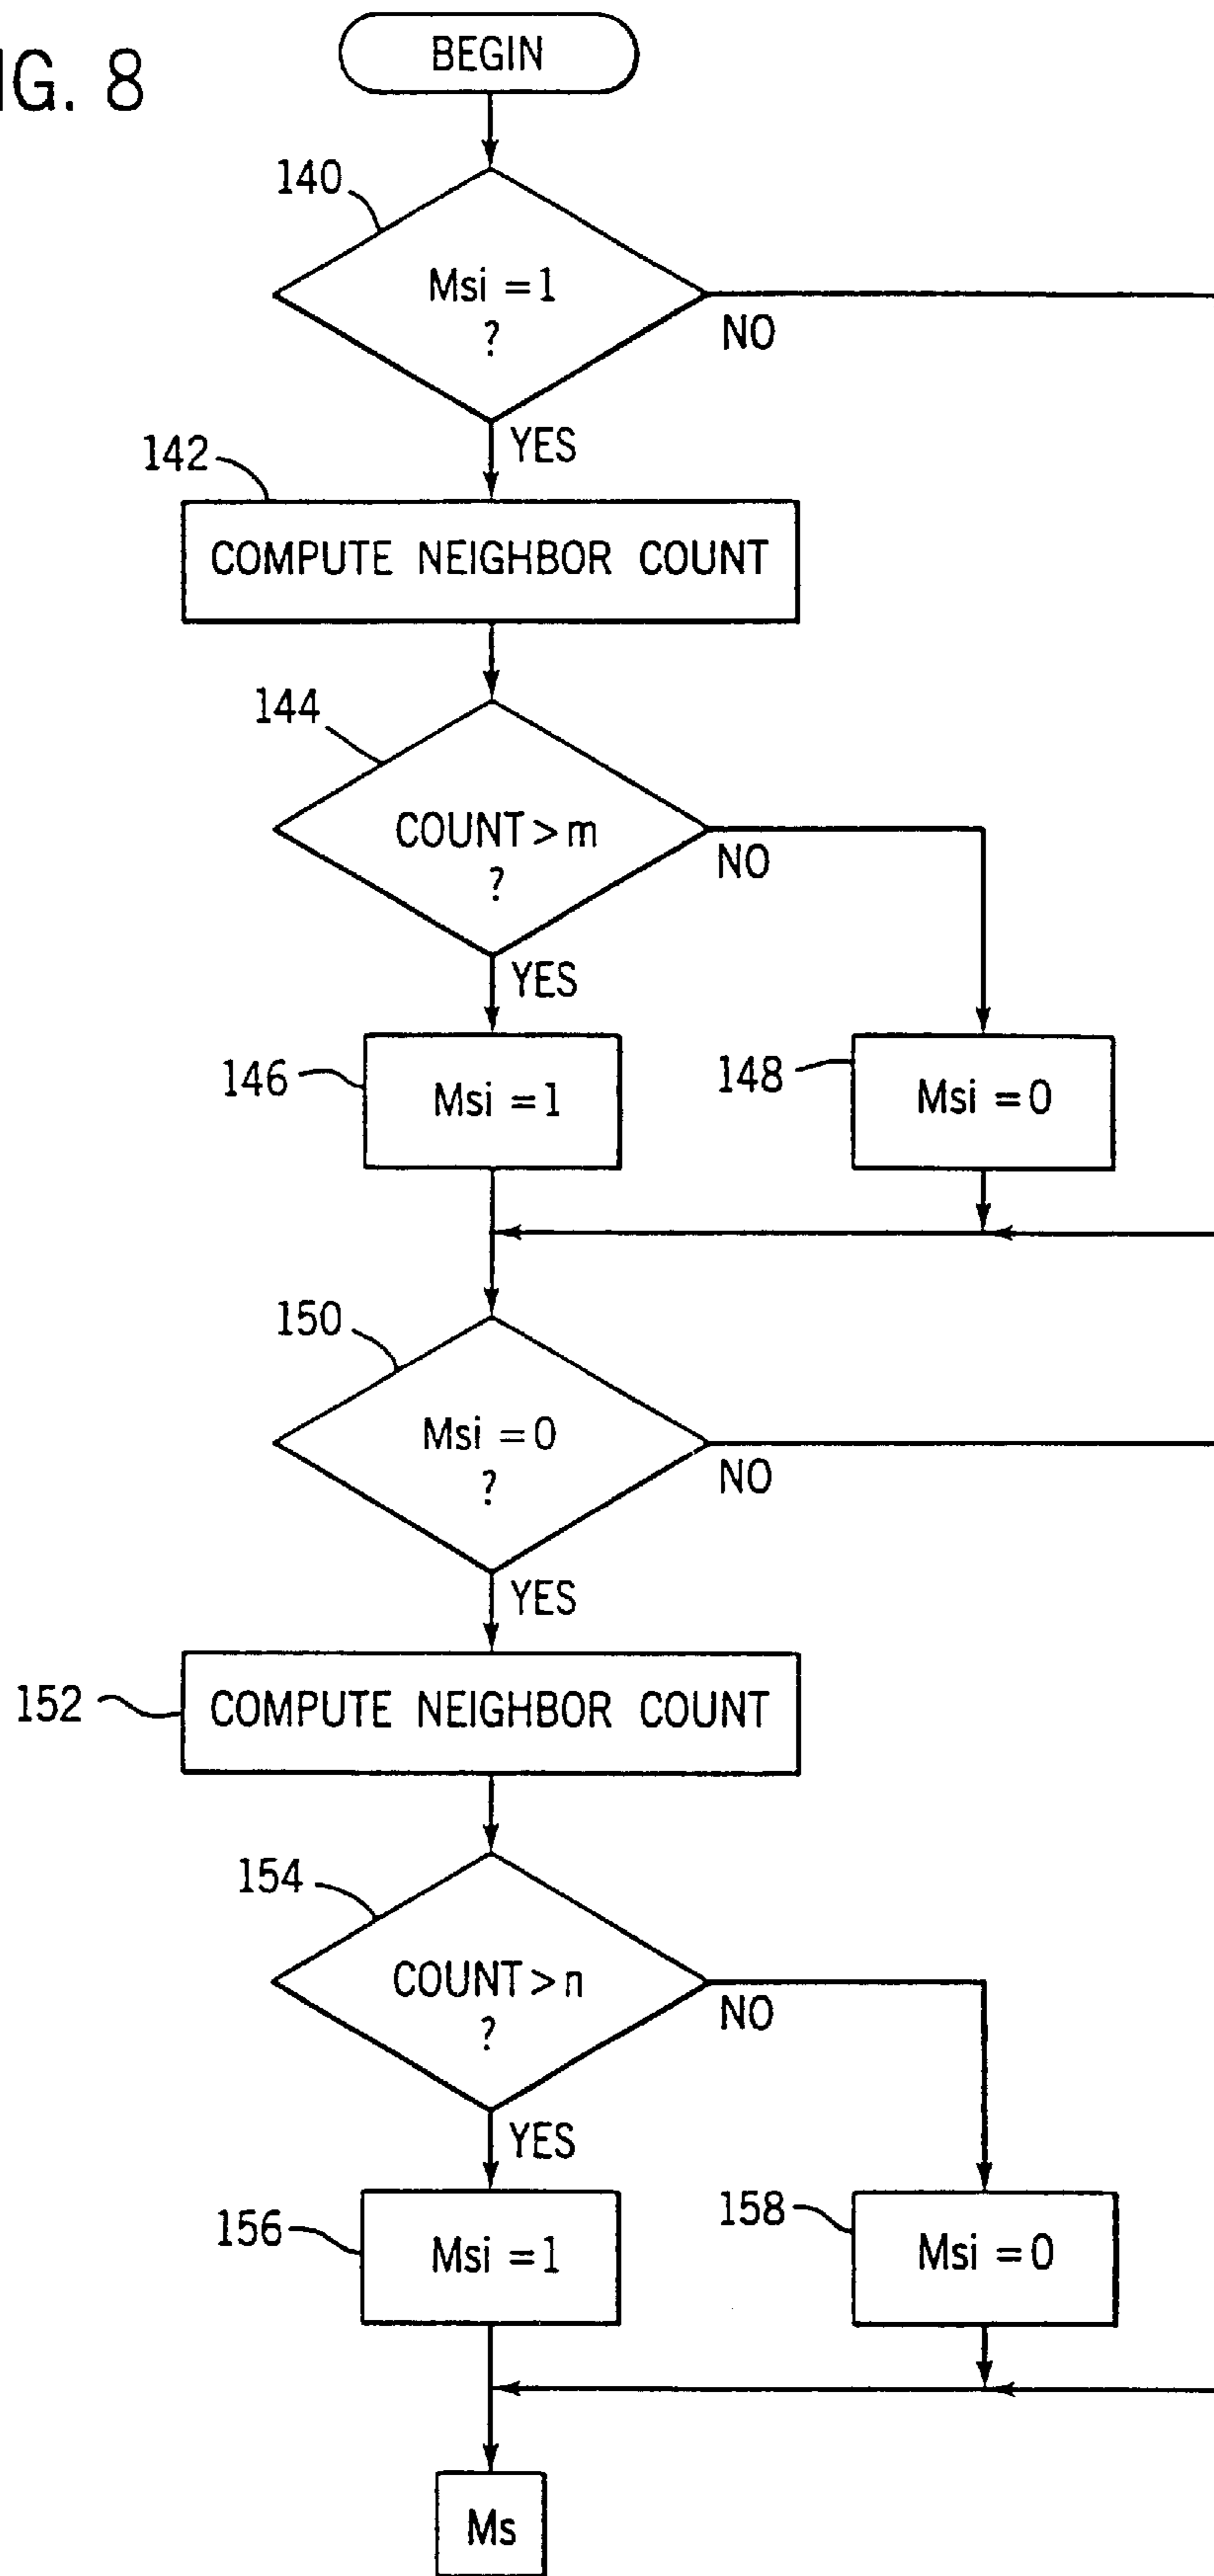 IG. 8
BEGIN
140
Msi = 1
?
NO
YES
142
COMPUTE NEIGHBOR COUNT
144
COUNT > m
?
NO
YES
146
Msi = 1
148
Msi = 0
150
Msi = 0
?
NO
YES
152
COMPUTE NEIGHBOR COUNT
154
COUNT > n
?
NO
YES
156
Msi = 1
158
Msi = 0
Ms